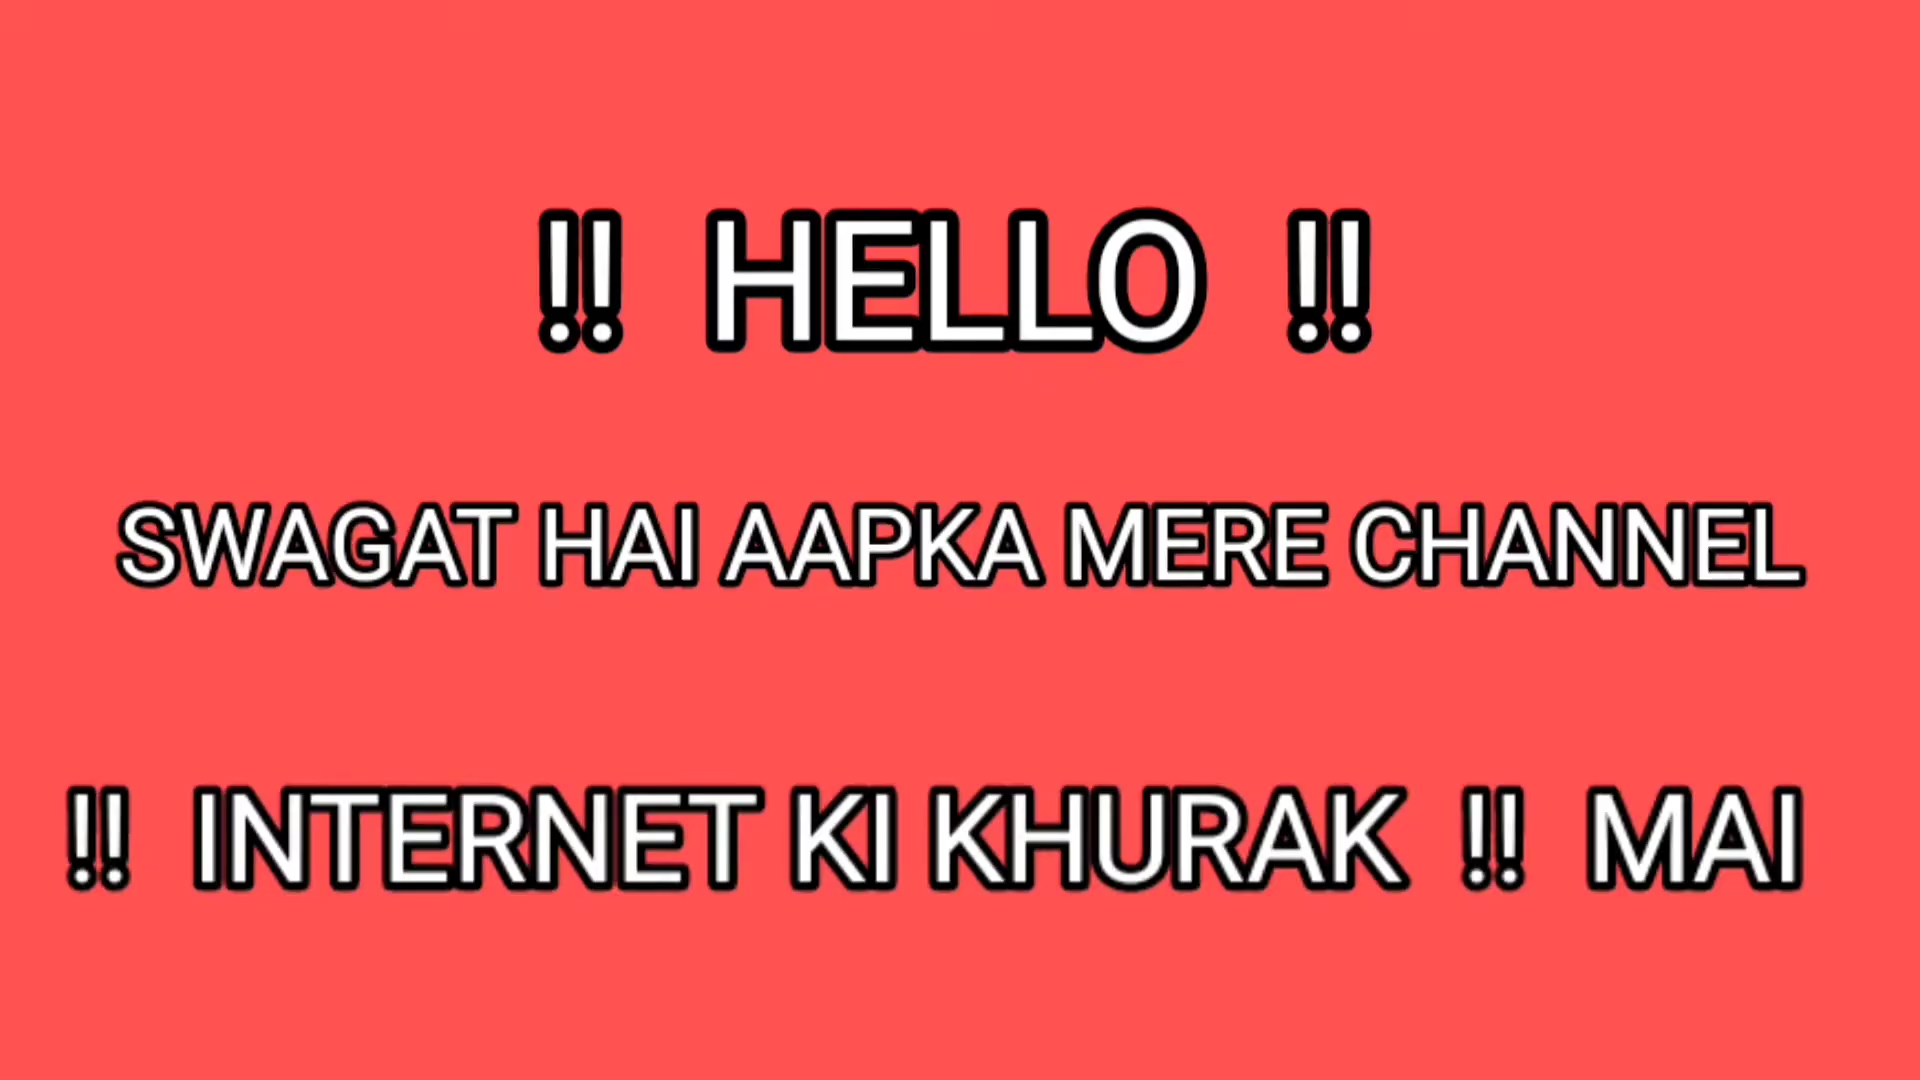 ‼ HELLO ‼
SWAGAT HAI AAPKA MERE CHANNEL
‼ INTERNET KI KHURAK ‼ MAI